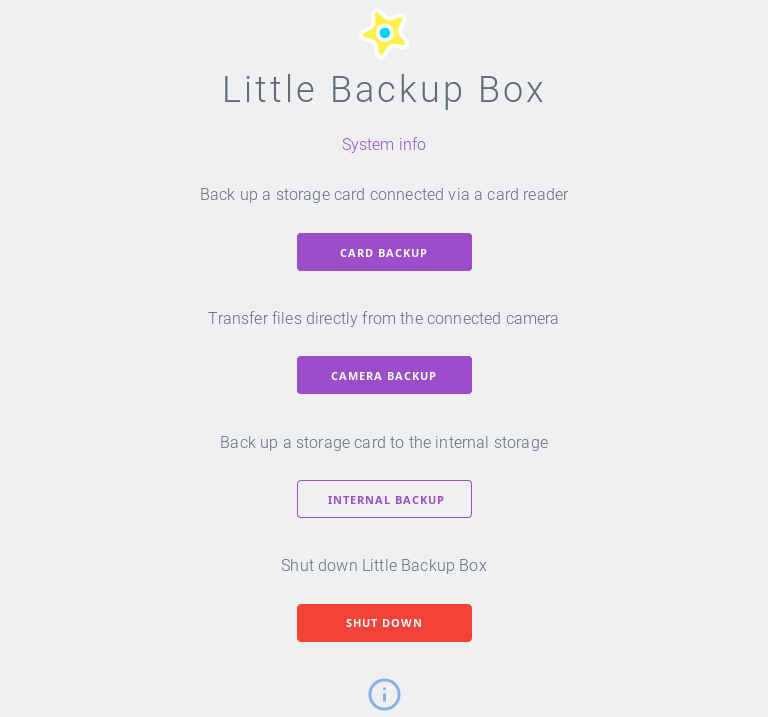 Little Backup Box
System info
Back up a storage card connected via a card reader
CARD BACKUP
Transfer files directly from the connected camera
CAMERA BACKUP
Back up a storage card to the internal storage
INTERNAL BACKUP
Shut down Little Backup Box
SHUT DOWN